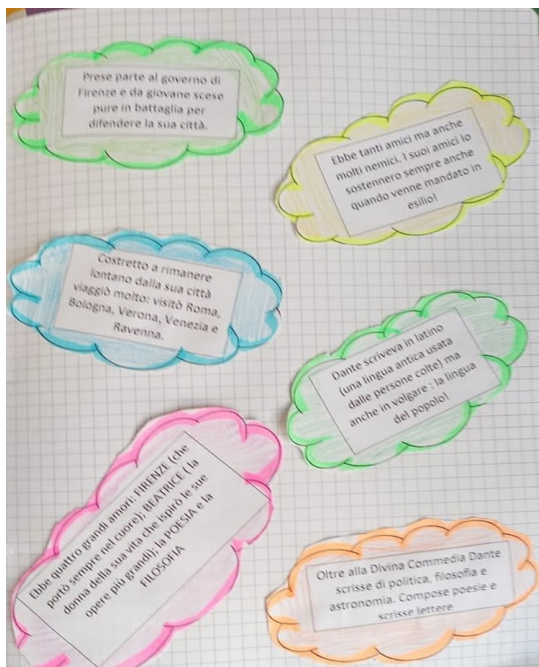 Prese parte al governo di
Firenze e da giovane scese
pure in battaglia per
difendere la sua città.
Ebbe tanti amici ma anche
molti nemici. I suoi amici lo
sostennero sempre anche
quando venne mandato in
esilio!
Costretto a rimanere
lontano dalla sua città
viaggiò molto: visitò Roma,
Bologna, Verona, Venezia e
Ravenna.
Dante scriveva in latino
(una lingua antica usata
dalle persone colte) ma
anche in volgare : la lingua
del popolo!
Ebbe quattro grandi amori: FIRENZE (che
portò sempre nel cuore); BEATRICE ( la
donna della sua vita che ispirò le sue
opere più grandi); la POESIA e la
FILOSOFIA
Oltre alla Divina Commedia Dante
scrisse di politica, filosofia e
astronomia. Compose poesie e
scrisse lettere